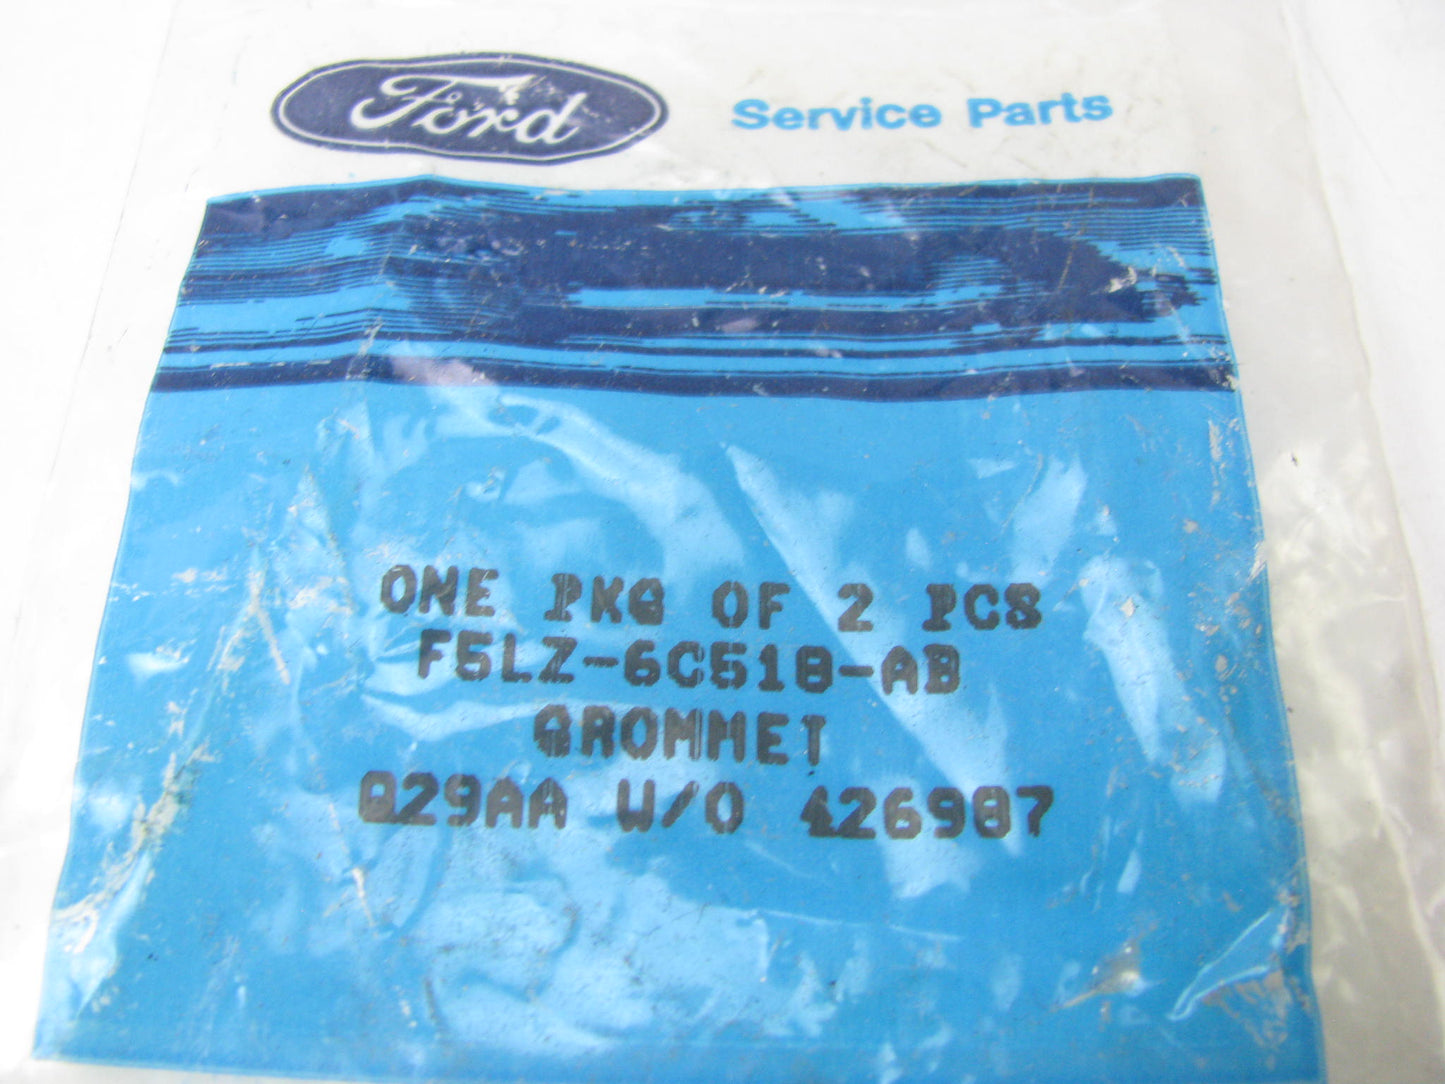 Ford Service Parts
ONE PKG OF 2 PCS
F5LZ-6C518-AB
GROMMET
Q29AA W/O 426987